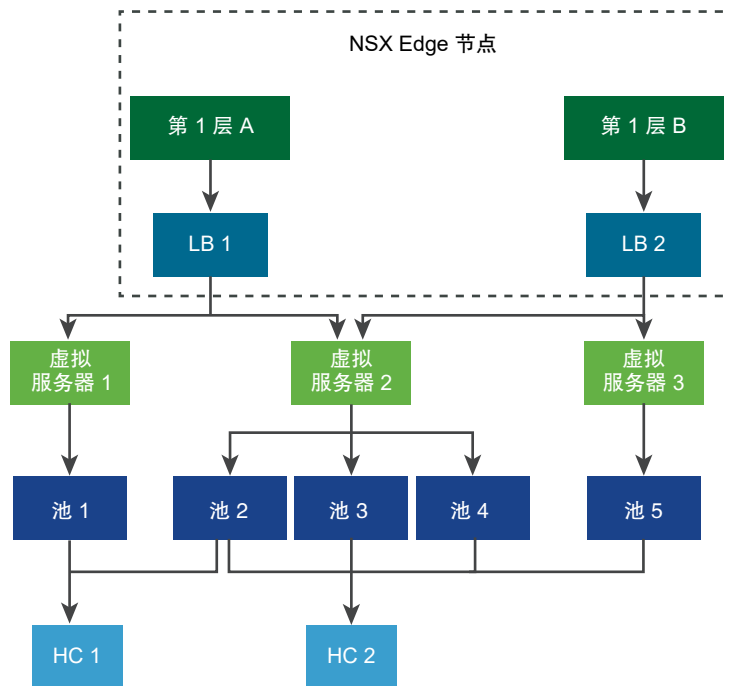 NSX Edge 节点
第 1 层 A
第 1 层 B
LB 1
LB 2
虚拟
服务器 1
虚拟
服务器 2
虚拟
服务器 3
池 1
池 2
池 3
池 4
池 5
HC 1
HC 2